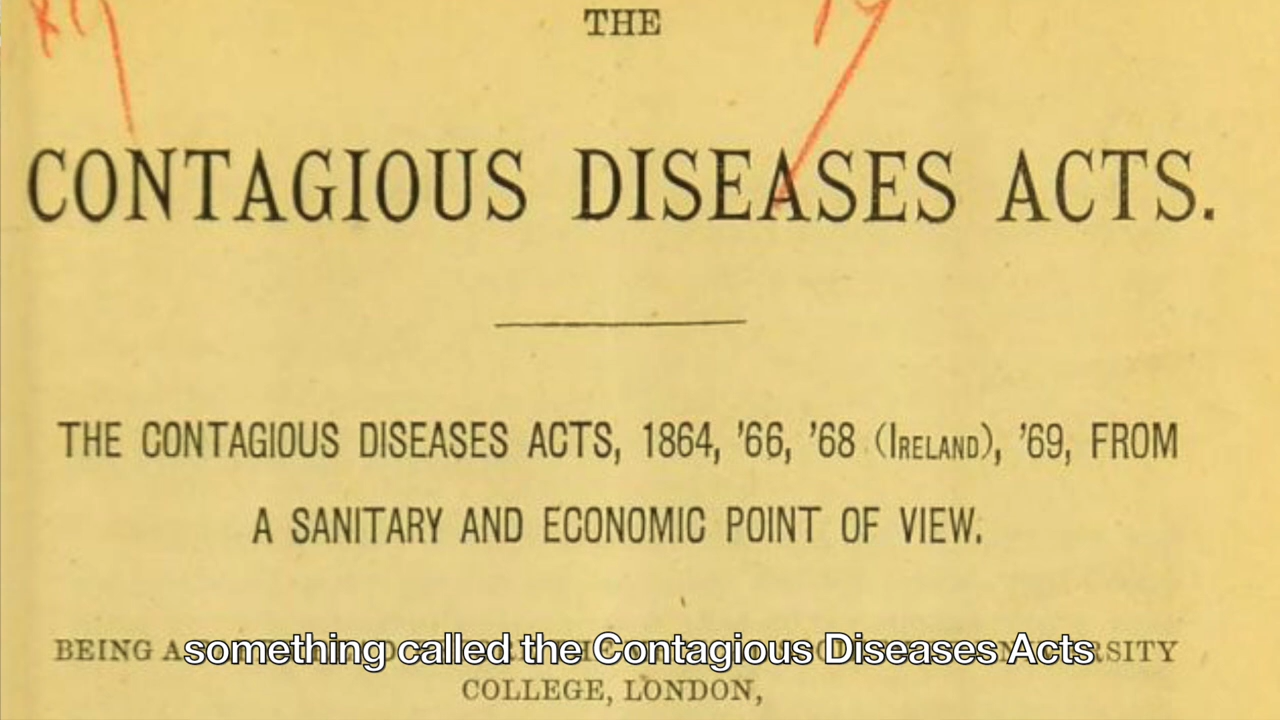 THE
CONTAGIOUS DISEASES ACTS.
THE CONTAGIOUS DISEASES ACTS, 1864, '66, '68 (IRELAND), '69, FROM
A SANITARY AND ECONOMIC POINT OF VIEW.
BEING A
something called the Contagious Diseases Acts
COLLEGE, LONDON,